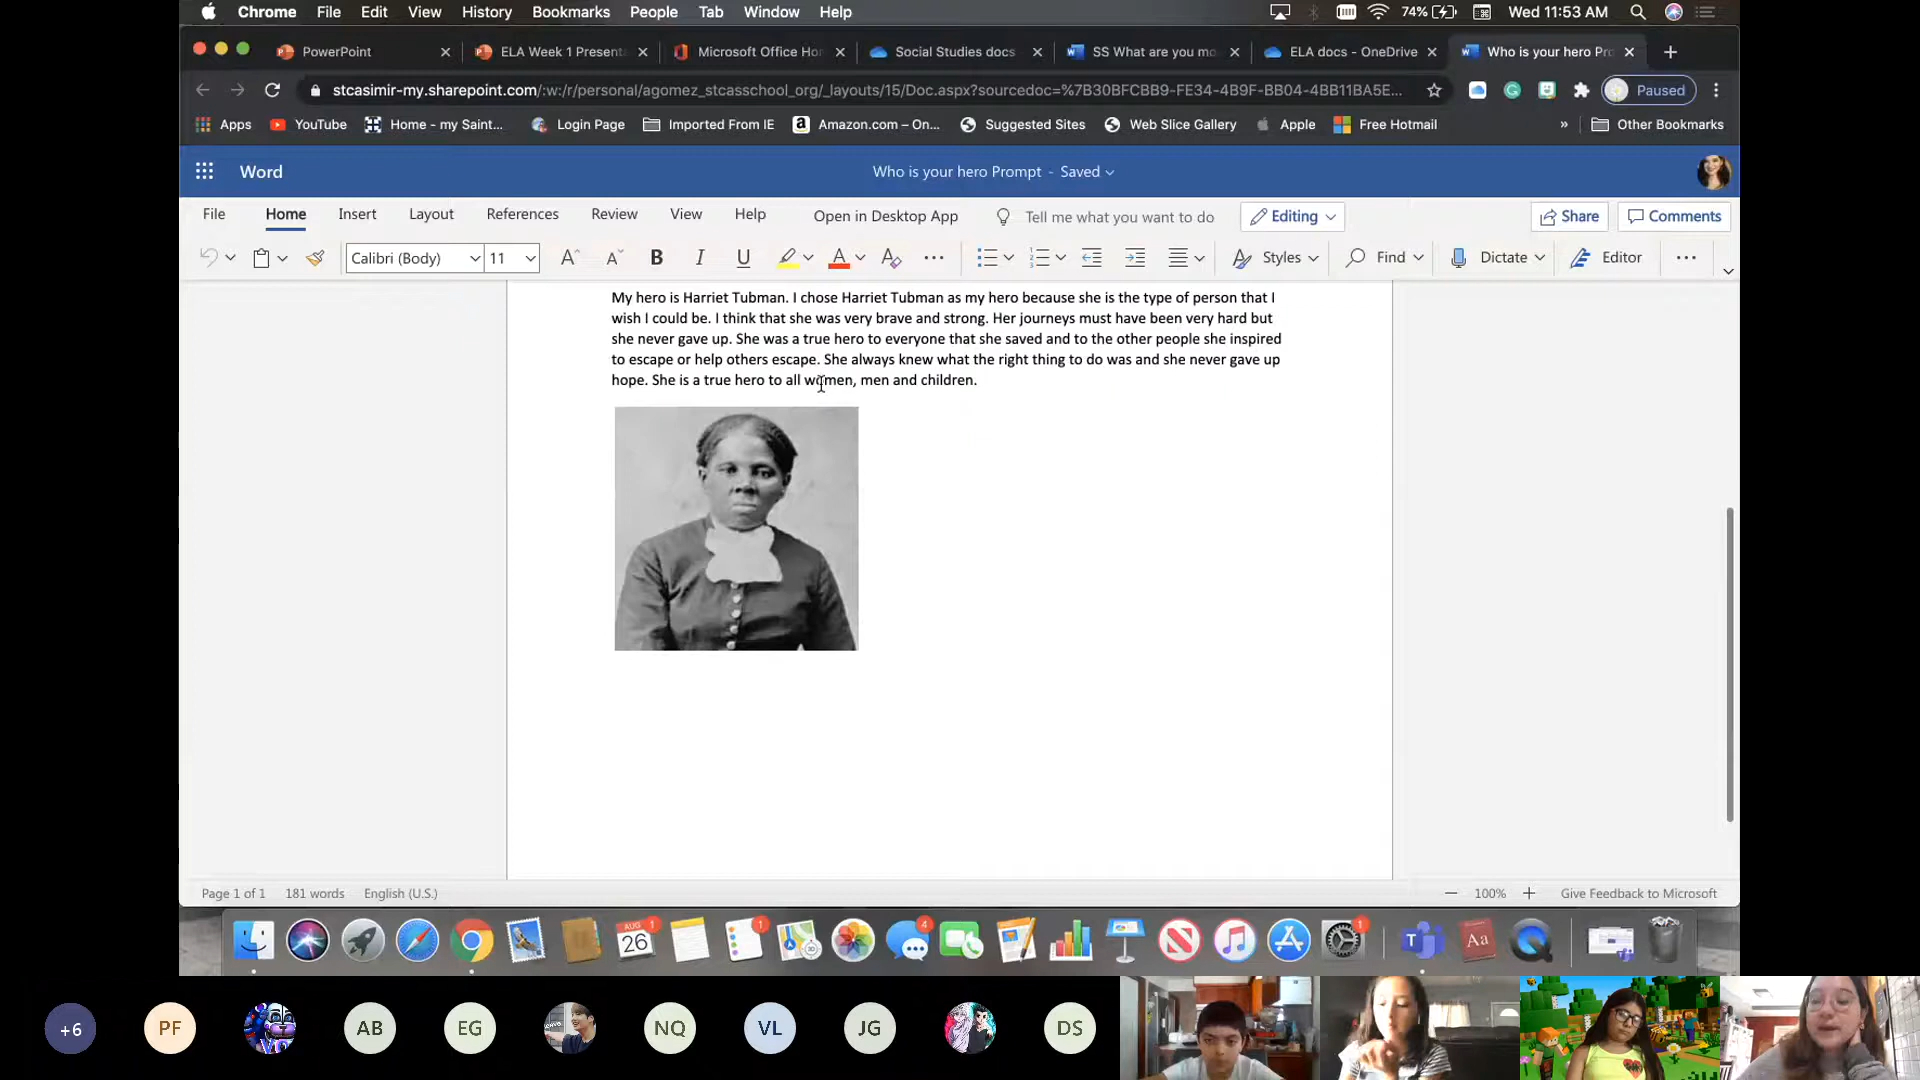 Chrome File Edit View History Bookmarks People Tab Window Help 74% Wed 11:53 AM
PowerPoint ELA Week 1 Present Microsoft Office Ho Social Studies docs SS What are you mo ELA docs - OneDrive Who is your hero Pr
stcasimir-my.sharepoint.com/:w:/r/personal/agomez_stcasschool_org/_layouts/15/Doc.aspx?sourcedoc=%7B30BFCBB9-FE34-4B9F-BB04-4BB11BA5E... Paused
Apps YouTube Home - my Saint... Login Page Imported From IE Amazon.com – On... Suggested Sites Web Slice Gallery Apple Free Hotmail » Other Bookmarks
Word Who is your hero Prompt - Saved
File Home Insert Layout References Review View Help Open in Desktop App Tell me what you want to do Editing Share Comments
Calibri (Body) 11 B I U A Styles Find Dictate Editor
My hero is Harriet Tubman. I chose Harriet Tubman as my hero because she is the type of person that I
wish I could be. I think that she was very brave and strong. Her journeys must have been very hard but
she never gave up. She was a true hero to everyone that she saved and to the other people she inspired
to escape or help others escape. She always knew what the right thing to do was and she never gave up
hope. She is a true hero to all women, men and children.
Page 1 of 1 181 words English (U.S.) 100% Give Feedback to Microsoft
AUG 26 1 1 4 1 Aa
+6 PF AB EG NQ VL JG DS